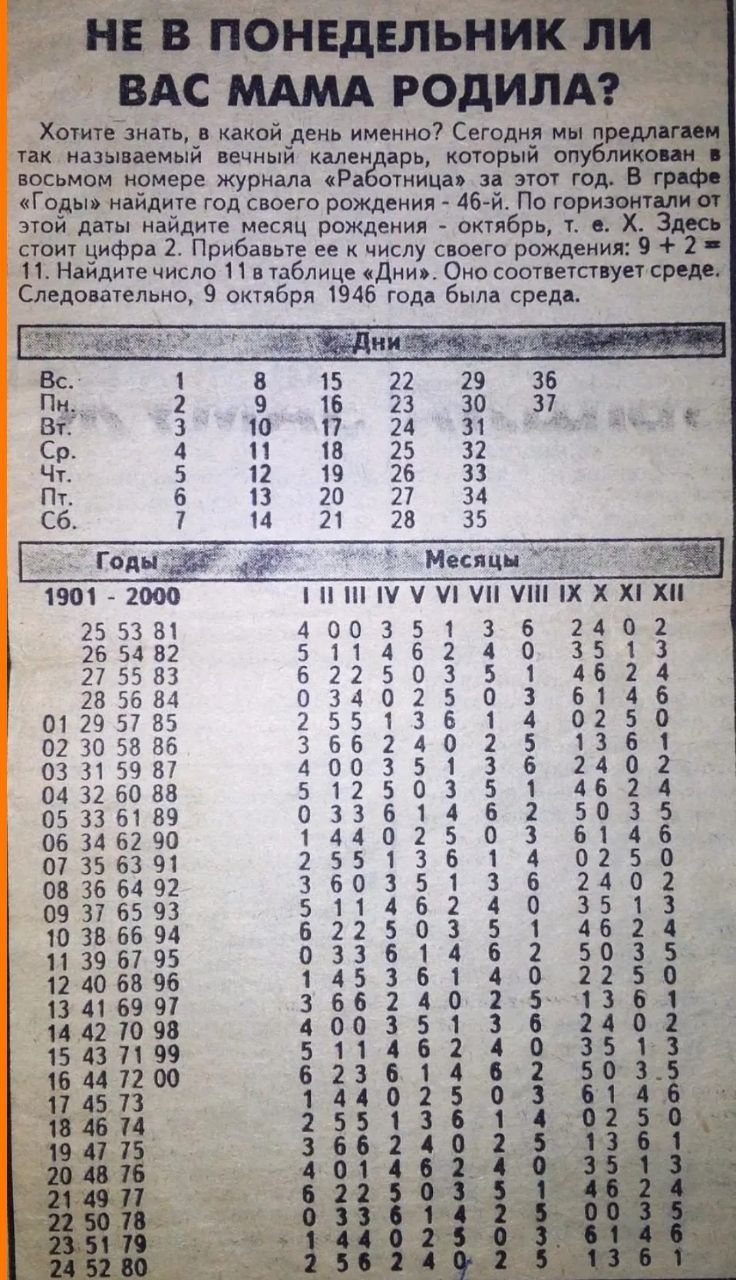 НЕ В ПОНЕДЕЛЬНИК ЛИ
ВАС МАМА РОДИЛА?
Хотите знать, в какой день именно? Сегодня мы предлагаем
так называемый вечный календарь, который опубликован в
восьмом номере журнала «Работница» за этот год. В графе
«Годы» найдите год своего рождения - 46-й. По горизонтали от
этой даты найдите месяц рождения - октябрь, т. е. X. Здесь
стоит цифра 2. Прибавьте ее к числу своего рождения: 9 + 2 =
11. Найдите число 11 в таблице «Дни». Оно соответствует среде.
Следовательно, 9 октября 1946 года была среда.
Дни
Вс. 1 8 15 22 29 36
Пн. 2 9 16 23 30 37
Вт. 3 10 17 24 31
Ср. 4 11 18 25 32
Чт. 5 12 19 26 33
Пт. 6 13 20 27 34
Сб. 7 14 21 28 35
Годы Месяцы
1901 - 2000 I II III IV V VI VII VIII IX X XI XII
25 53 81 4 0 0 3 5 1 3 6 2 4 0 2
26 54 82 5 1 1 4 6 2 4 0 3 5 1 3
27 55 83 6 2 2 5 0 3 5 1 4 6 2 4
28 56 84 0 3 4 0 2 5 0 3 6 1 4 6
01 29 57 85 2 5 5 1 3 6 1 4 0 2 5 0
02 30 58 86 3 6 6 2 4 0 2 5 1 3 6 1
03 31 59 87 4 0 0 3 5 1 3 6 2 4 0 2
04 32 60 88 5 1 2 5 0 3 5 1 4 6 2 4
05 33 61 89 0 3 3 6 1 4 6 2 5 0 3 5
06 34 62 90 1 4 4 0 2 5 0 3 6 1 4 6
07 35 63 91 2 5 5 1 3 6 1 4 0 2 5 0
08 36 64 92 3 6 0 3 5 1 3 6 2 4 0 2
09 37 65 93 5 1 1 4 6 2 4 0 3 5 1 3
10 38 66 94 6 2 2 5 0 3 5 1 4 6 2 4
11 39 67 95 0 3 3 6 1 4 6 2 5 0 3 5
12 40 68 96 1 4 5 3 6 1 4 0 2 2 5 0
13 41 69 97 3 6 6 2 4 0 2 5 1 3 6 1
14 42 70 98 4 0 0 3 5 1 3 6 2 4 0 2
15 43 71 99 5 1 1 4 6 2 4 0 3 5 1 3
16 44 72 00 6 2 3 6 1 4 6 2 5 0 3 5
17 45 73 1 4 4 0 2 5 0 3 6 1 4 6
18 46 74 2 5 5 1 3 6 1 4 0 2 5 0
19 47 75 3 6 6 2 4 0 2 5 1 3 6 1
20 48 76 4 0 1 4 6 2 4 0 3 5 1 3
21 49 77 6 2 2 5 0 3 5 1 4 6 2 4
22 50 78 0 3 3 6 1 4 2 5 0 0 3 5
23 51 79 1 4 4 0 2 5 0 3 6 1 4 6
24 52 80 2 5 6 2 4 0 2 5 1 3 6 1